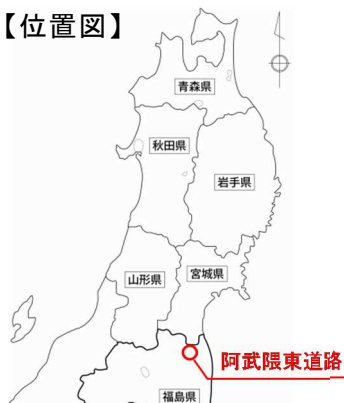 【位置図】
青森県
秋田県
岩手県
山形県
宮城県
阿武隈東道路
福島県